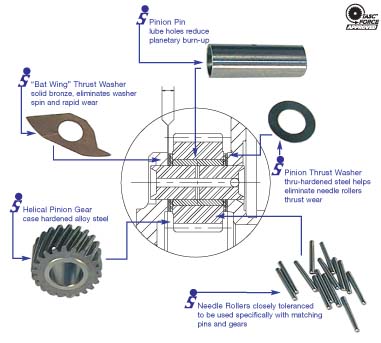 Pinion Pin
lube holes reduce
planetary burn-up
TASC FORCE
APPROVED
"Bat Wing" Thrust Washer
solid bronze, eliminates washer
spin and rapid wear
Pinion Thrust Washer
thru-hardened steel helps
eliminate needle rollers
thrust wear
Helical Pinion Gear
case hardened alloy steel
Needle Rollers closely toleranced
to be used specifically with matching
pins and gears